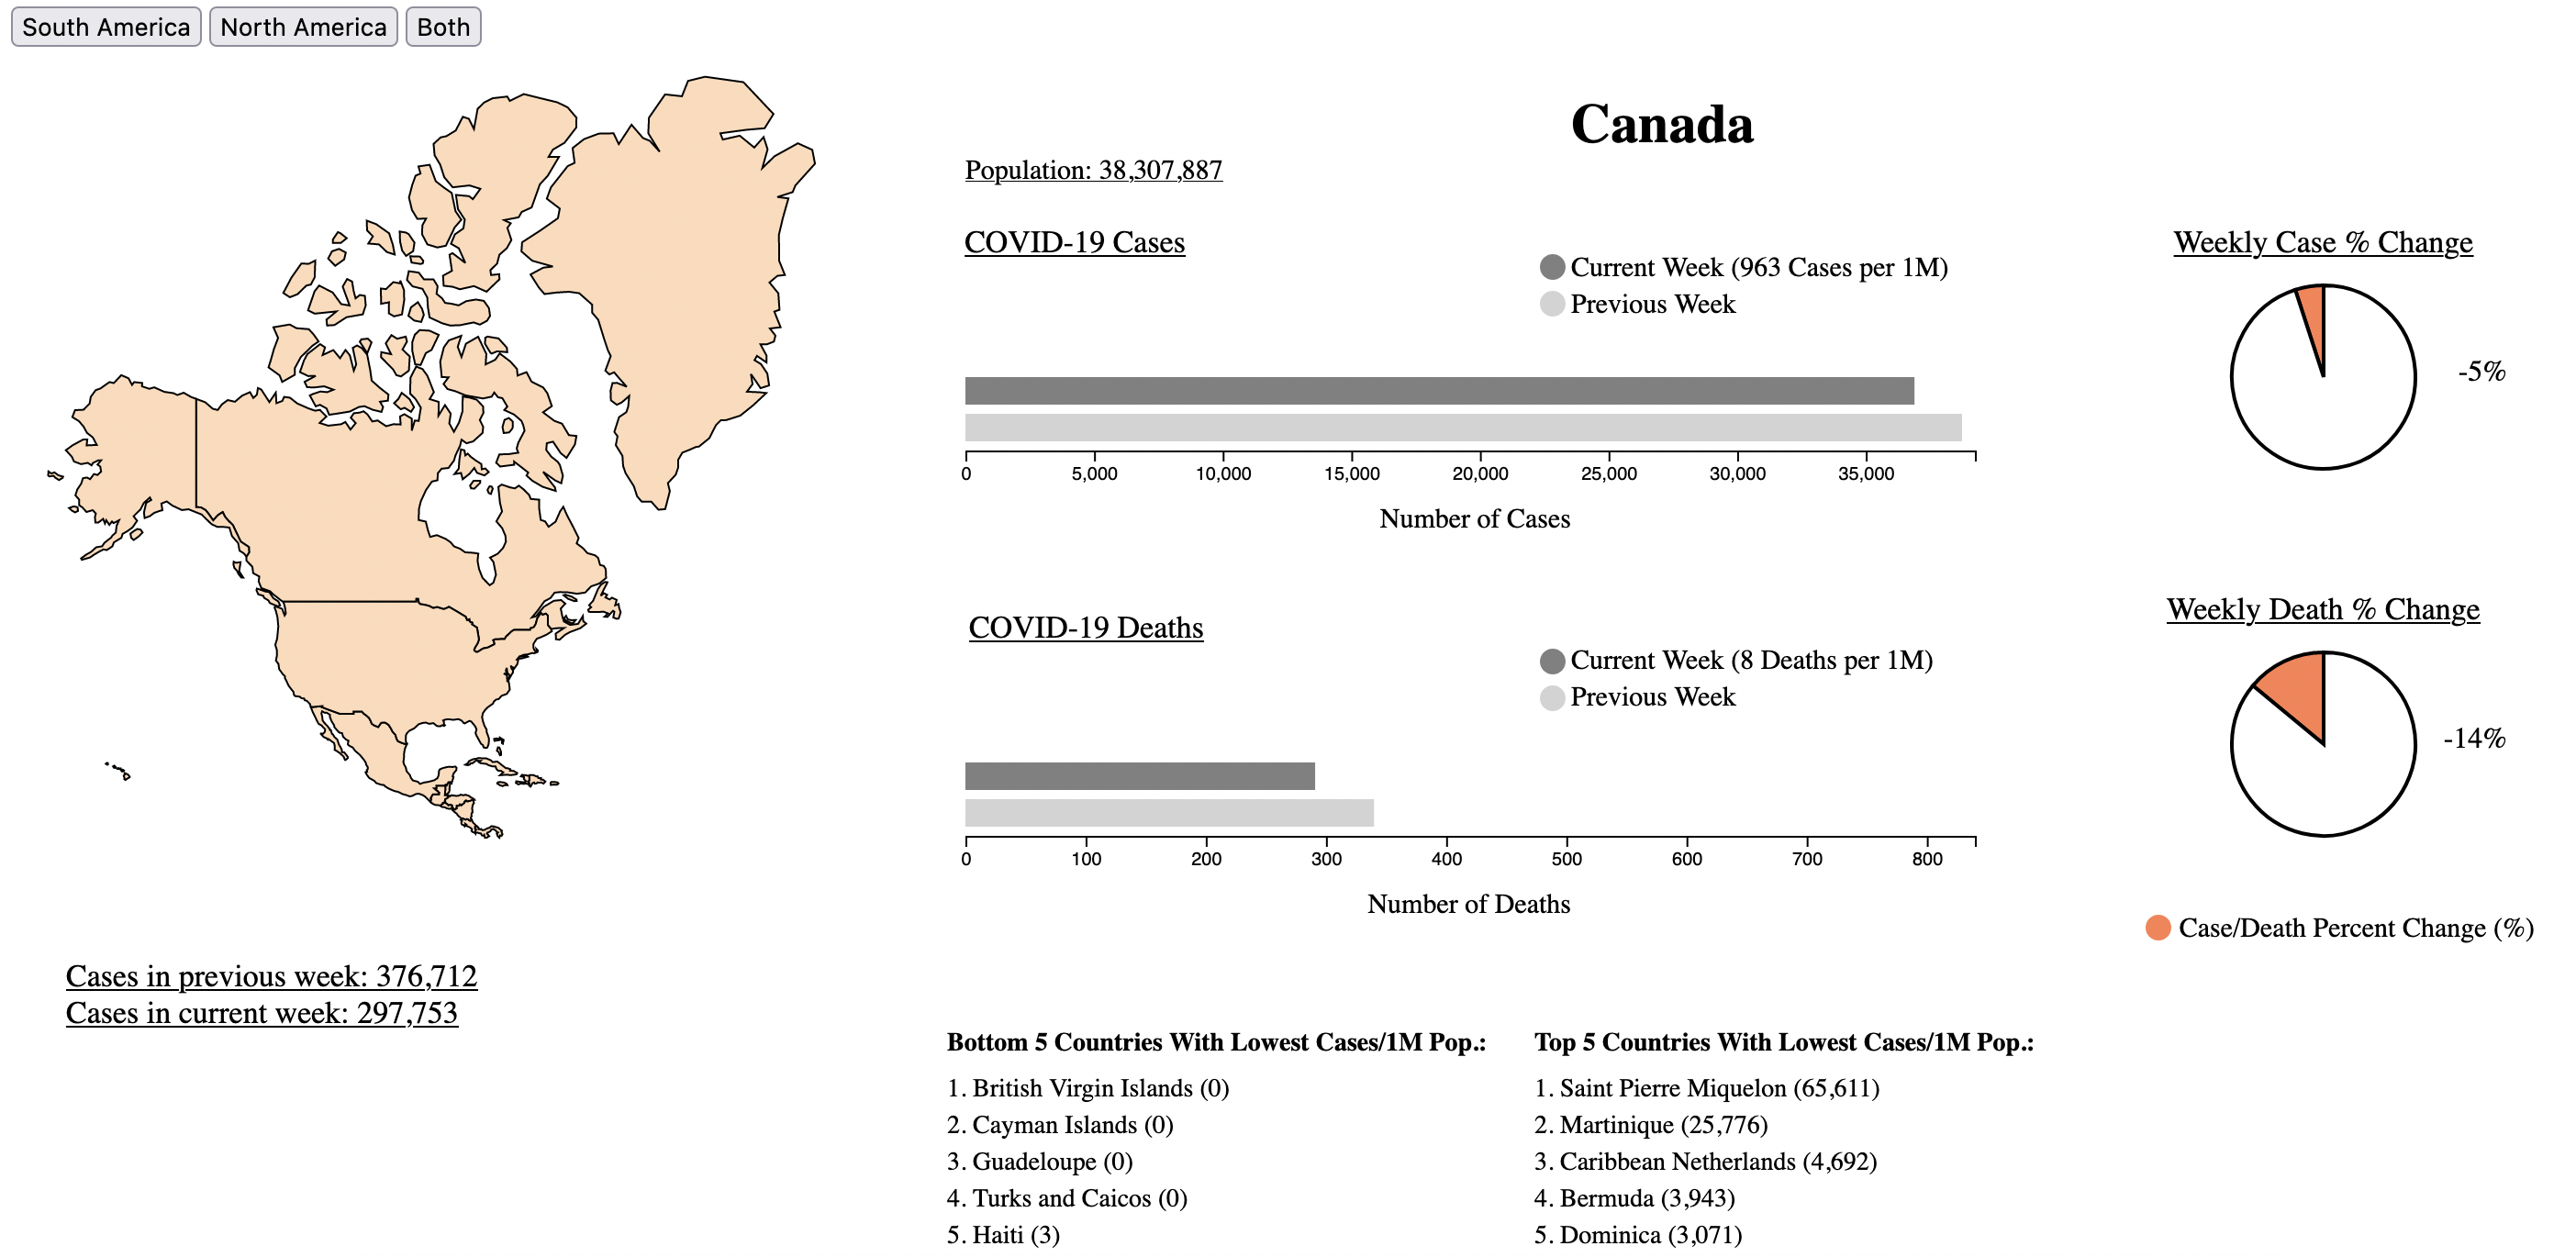 South America North America Both
Canada
Population: 38,307,887
COVID-19 Cases
Current Week (963 Cases per 1M)
Previous Week
0 5,000 10,000 15,000 20,000 25,000 30,000 35,000
Number of Cases
Weekly Case % Change
-5%
COVID-19 Deaths
Current Week (8 Deaths per 1M)
Previous Week
0 100 200 300 400 500 600 700 800
Number of Deaths
Weekly Death % Change
-14%
Case/Death Percent Change (%)
Cases in previous week: 376,712
Cases in current week: 297,753
Bottom 5 Countries With Lowest Cases/1M Pop.:
1. British Virgin Islands (0)
2. Cayman Islands (0)
3. Guadeloupe (0)
4. Turks and Caicos (0)
5. Haiti (3)
Top 5 Countries With Lowest Cases/1M Pop.:
1. Saint Pierre Miquelon (65,611)
2. Martinique (25,776)
3. Caribbean Netherlands (4,692)
4. Bermuda (3,943)
5. Dominica (3,071)